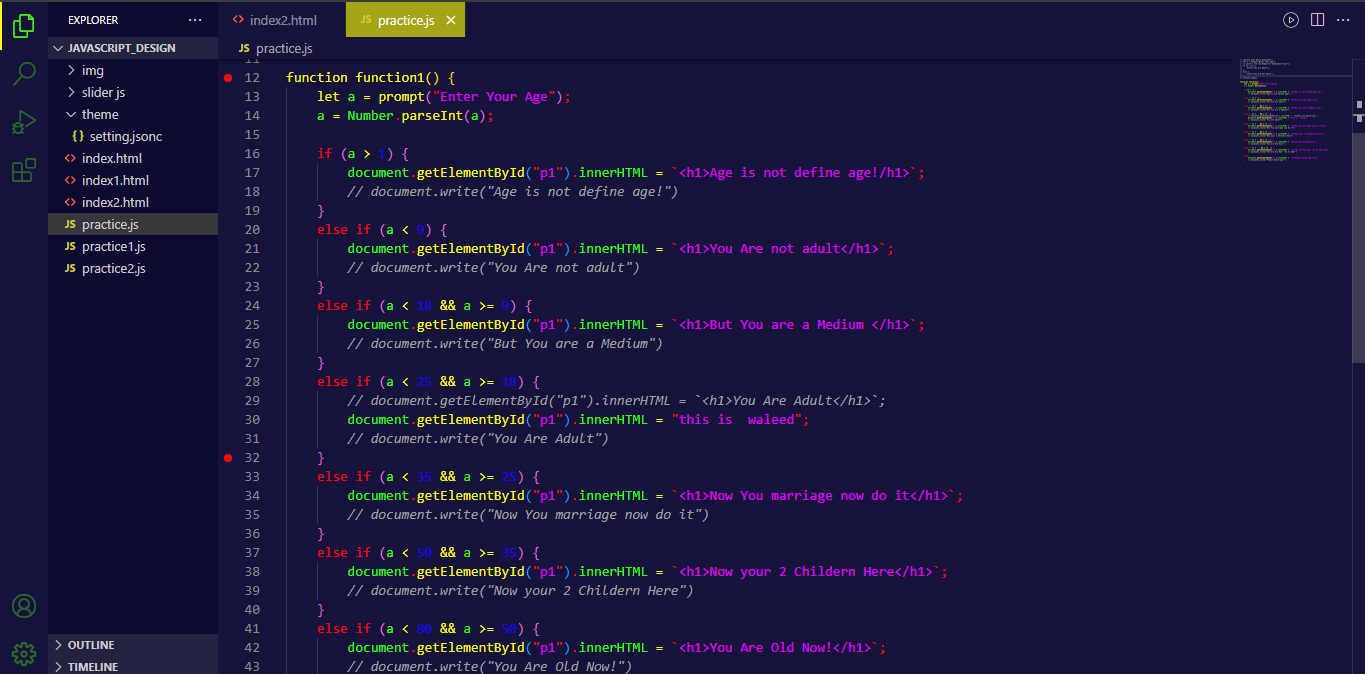 EXPLORER
JAVASCRIPT_DESIGN
img
slider js
theme
{} setting.jsonc
<> index.html
<> index1.html
<> index2.html
JS practice.js
JS practice1.js
JS practice2.js
OUTLINE
TIMELINE
<> index2.html
JS practice.js
JS practice.js
11
12 function function1() {
13 let a = prompt("Enter Your Age");
14 a = Number.parseInt(a);
15
16 if (a > 1) {
17 document.getElementById("p1").innerHTML = `<h1>Age is not define age!/h1>`;
18 // document.write("Age is not define age!")
19 }
20 else if (a < 9) {
21 document.getElementById("p1").innerHTML = `<h1>You Are not adult</h1>`;
22 // document.write("You Are not adult")
23 }
24 else if (a < 18 && a >= 9) {
25 document.getElementById("p1").innerHTML = `<h1>But You are a Medium </h1>`;
26 // document.write("But You are a Medium")
27 }
28 else if (a < 25 && a >= 18) {
29 // document.getElementById("p1").innerHTML = `<h1>You Are Adult</h1>`;
30 document.getElementById("p1").innerHTML = "this is  waleed";
31 // document.write("You Are Adult")
32 }
33 else if (a < 35 && a >= 25) {
34 document.getElementById("p1").innerHTML = `<h1>Now You marriage now do it</h1>`;
35 // document.write("Now You marriage now do it")
36 }
37 else if (a < 50 && a >= 35) {
38 document.getElementById("p1").innerHTML = `<h1>Now your 2 Childern Here</h1>`;
39 // document.write("Now your 2 Childern Here")
40 }
41 else if (a < 80 && a >= 50) {
42 document.getElementById("p1").innerHTML = `<h1>You Are Old Now!</h1>`;
43 // document.write("You Are Old Now!")